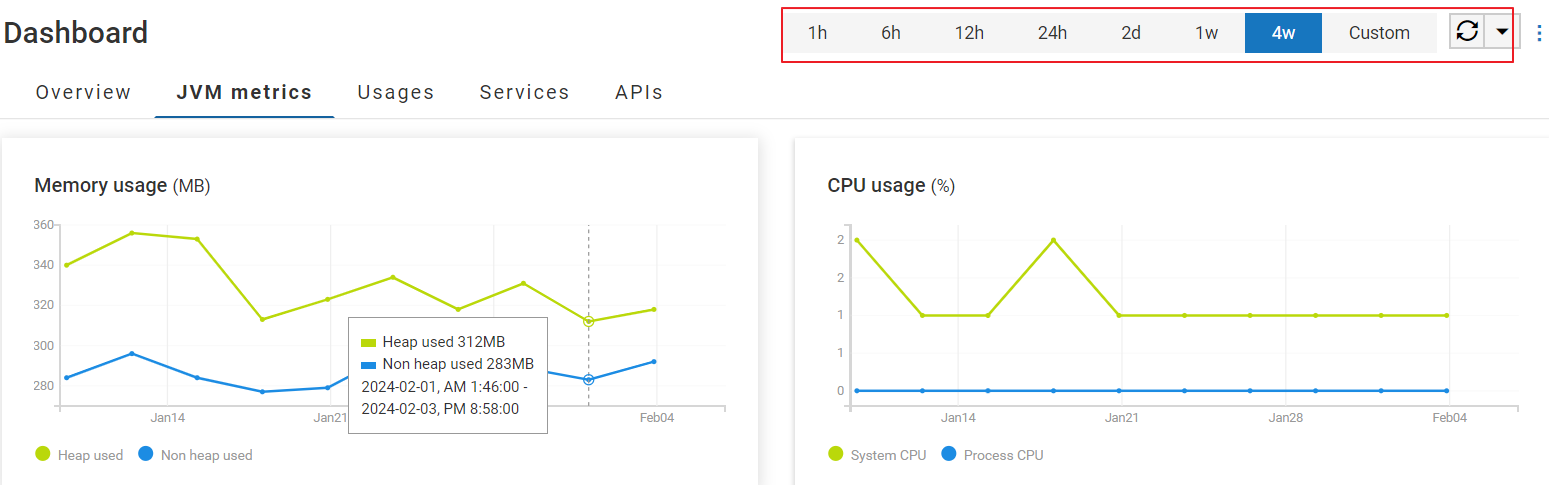 Dashboard
1h 6h 12h 24h 2d 1w 4w Custom
Overview JVM metrics Usages Services APIs
Memory usage (MB)
360
340
320
300
280
Jan14 Jan21 Feb04
Heap used 312MB
Non heap used 283MB
2024-02-01, AM 1:46:00 -
2024-02-03, PM 8:58:00
Heap used Non heap used
CPU usage (%)
2
2
1
1
0
Jan14 Jan21 Jan28 Feb04
System CPU Process CPU